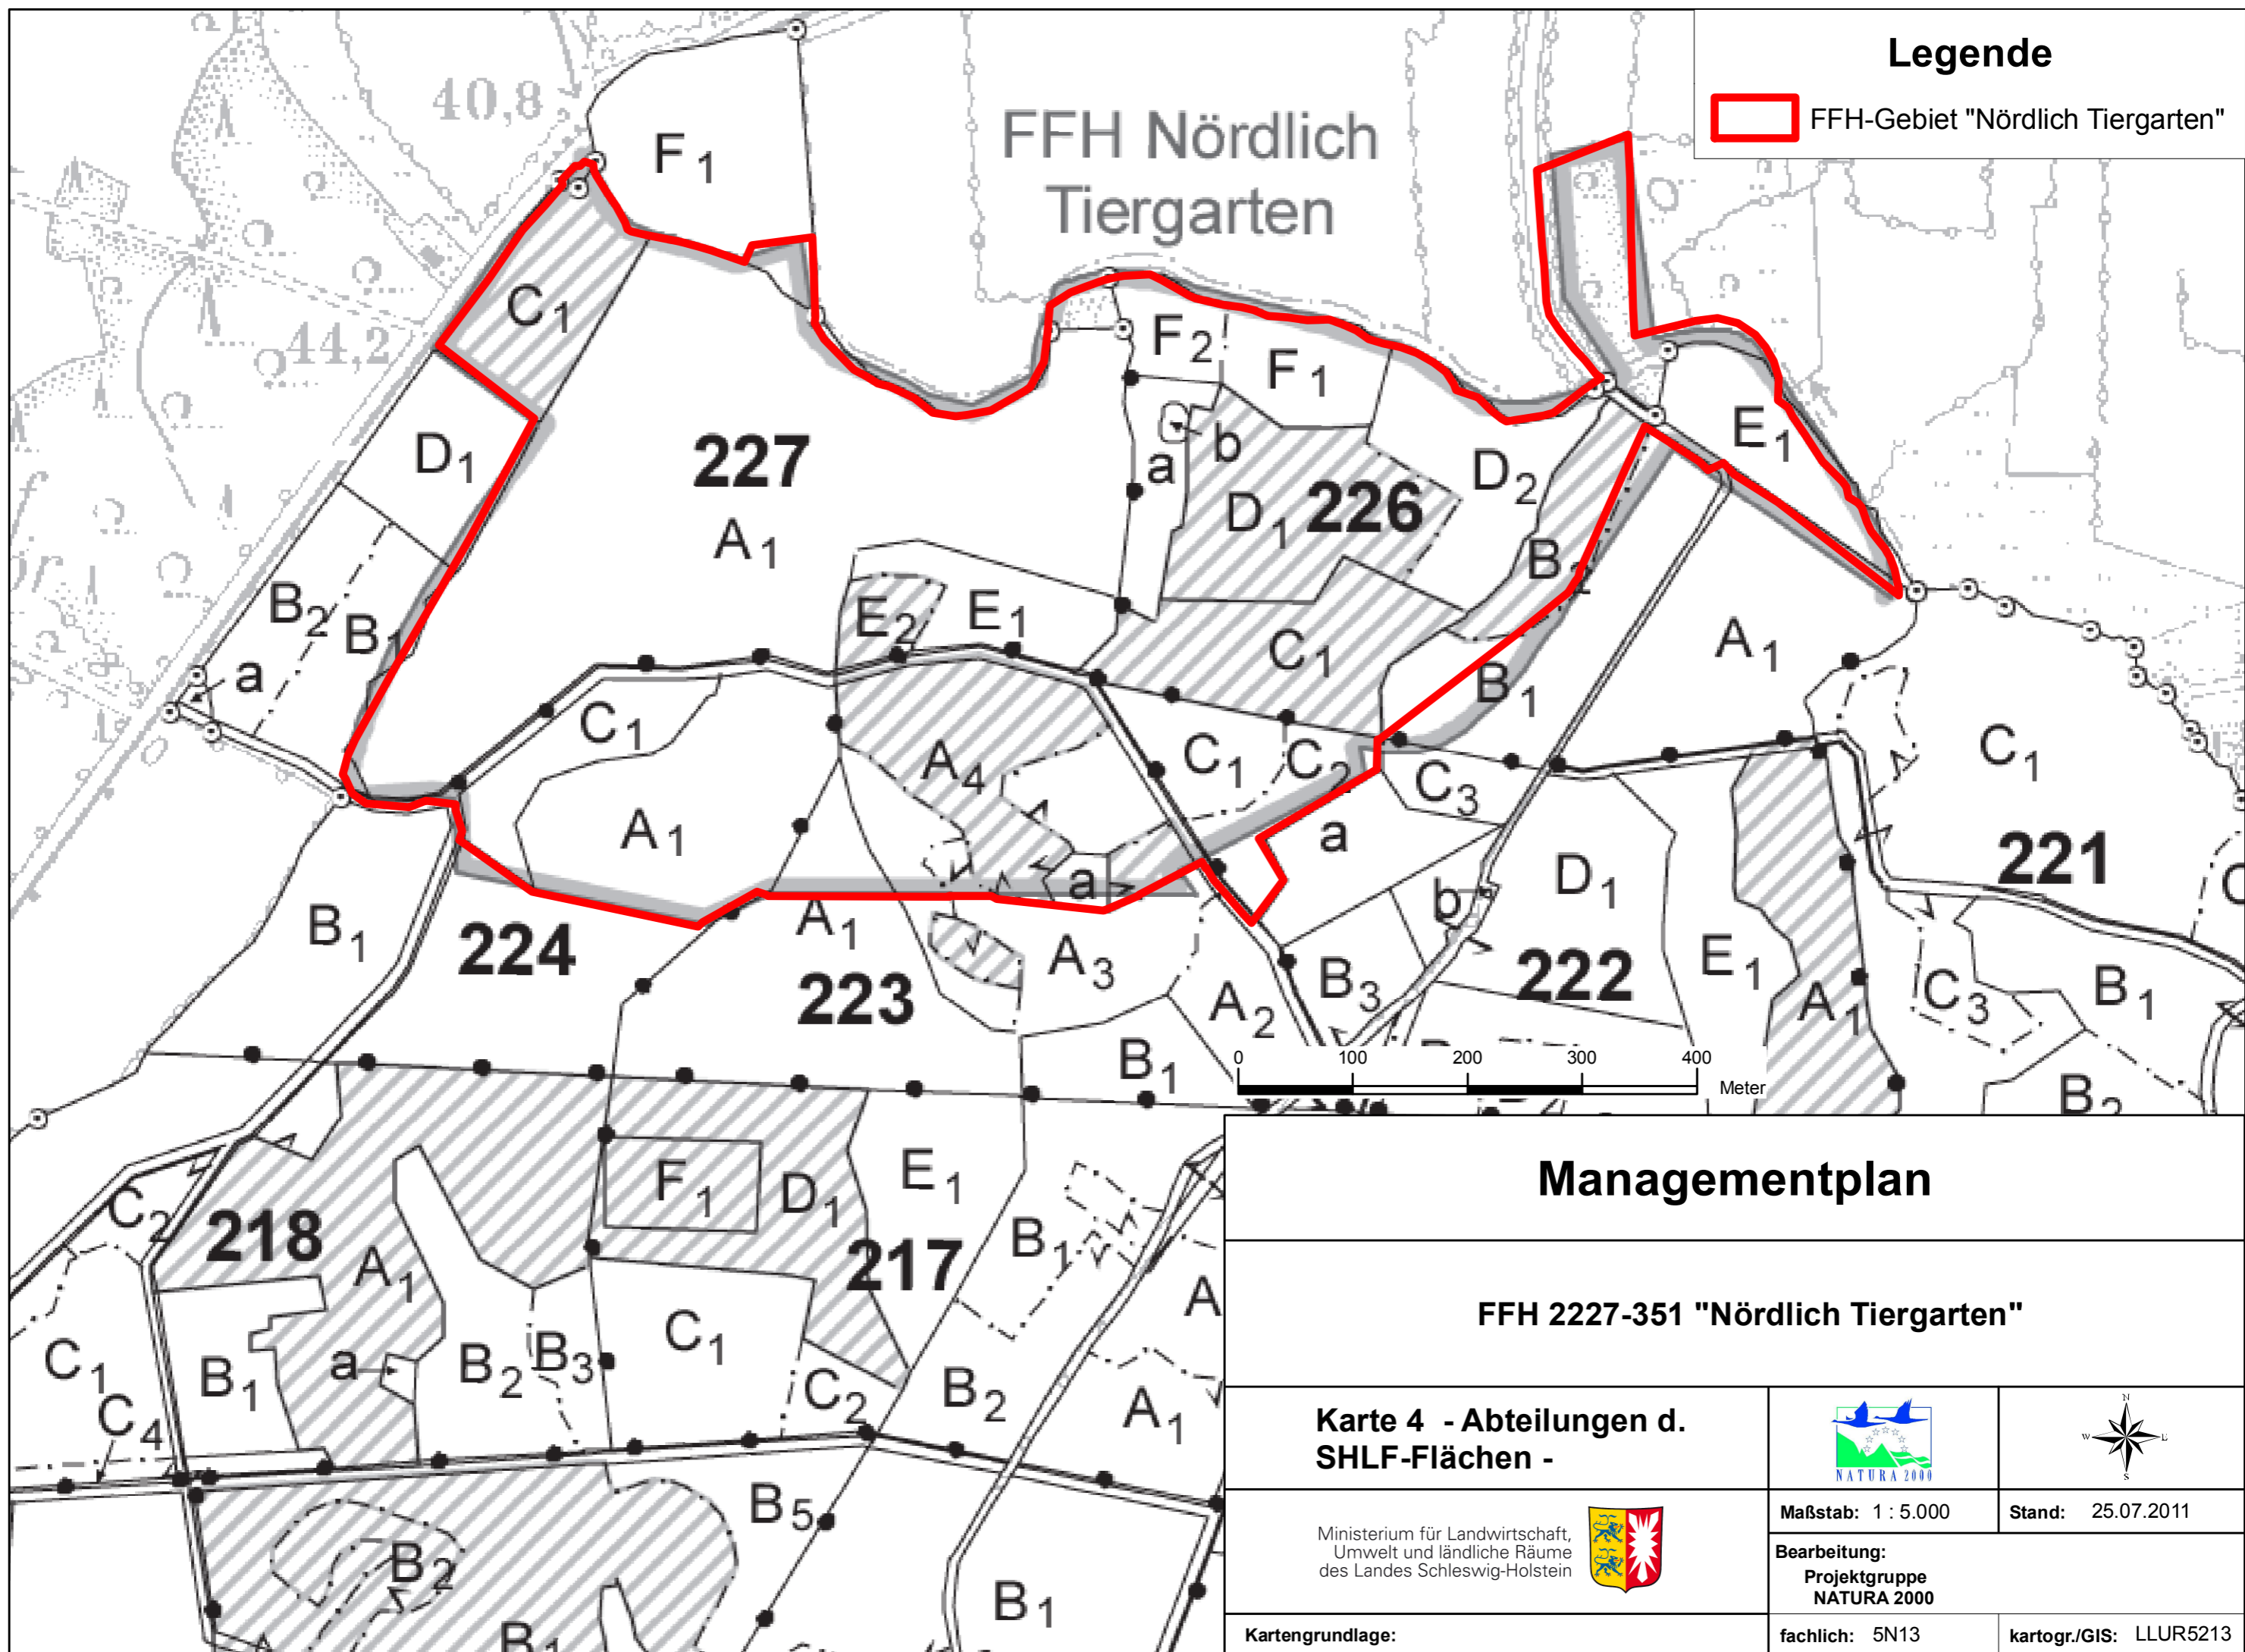 Legende
FFH-Gebiet "Nördlich Tiergarten"
40,8
F1
FFH Nördlich
Tiergarten
C1
44,2
F2
F1
E1
D1
227
b
a
D2
D1
226
A1
B2
B2
B1
E2
E1
C1
A1
a
B1
C1
A4
C1
C2
C3
C1
A1
a
221
a
b
D1
B1
A1
224
A3
222
E1
B3
223
A2
A1
C3
B1
B1
0 100 200 300 400
Meter
B2
C2
F1
D1
E1
218
B1
A1
217
C1
B1
a
B2
B3
C1
C2
B2
A1
C4
B5
B2
B1
B1
Managementplan
FFH 2227-351 "Nördlich Tiergarten"
Karte 4 - Abteilungen d.
SHLF-Flächen -
NATURA 2000
N
W
S
Ministerium für Landwirtschaft,
Umwelt und ländliche Räume
des Landes Schleswig-Holstein
Maßstab: 1 : 5.000
Stand: 25.07.2011
Bearbeitung:
Projektgruppe
NATURA 2000
Kartengrundlage:
fachlich: 5N13
kartogr./GIS: LLUR5213